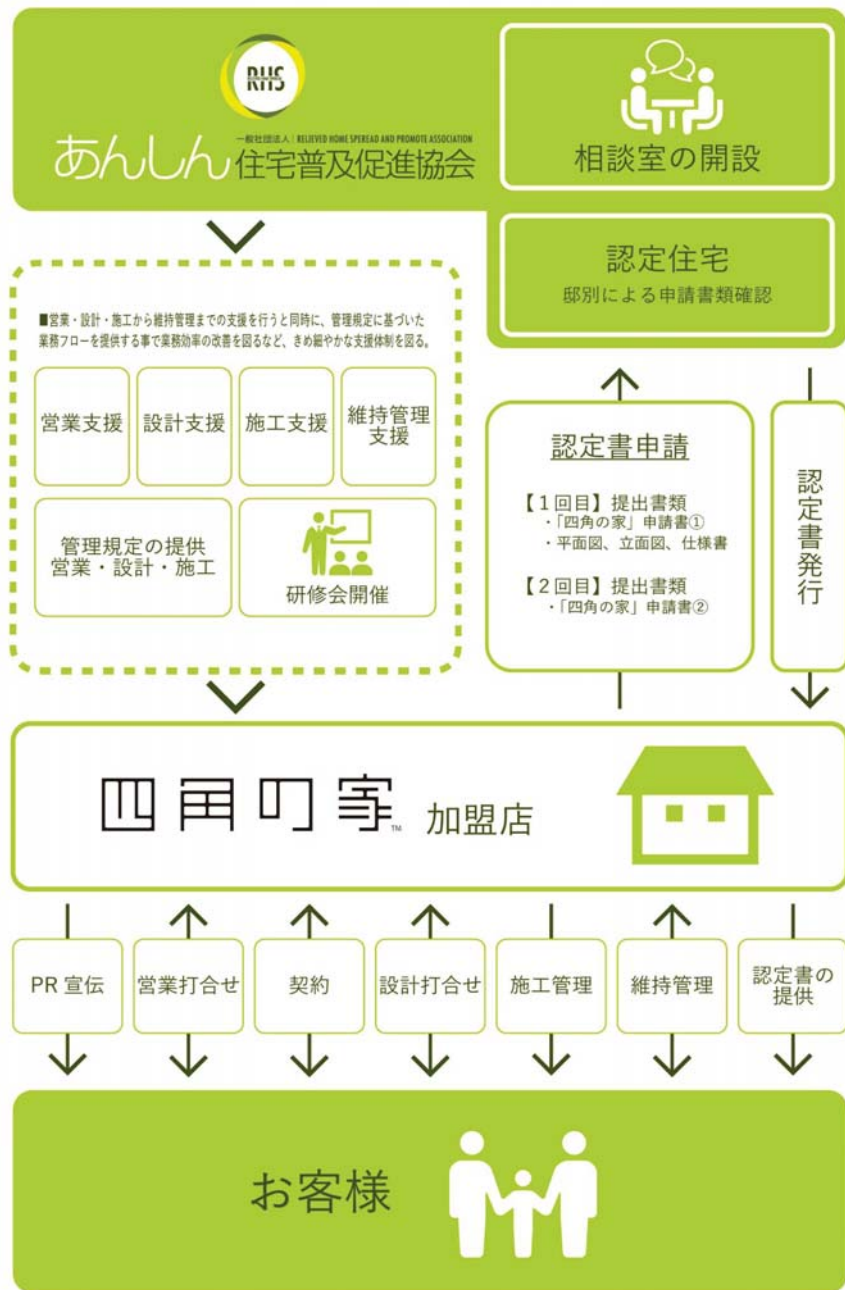 RHS
一般社団法人 | RELIEVED HOME SPEREAD AND PROMOTE ASSOCIATION
あんしん住宅普及促進協会
相談室の開設
認定住宅
邸別による申請書類確認
■営業・設計・施工から維持管理までの支援を行うと同時に、管理規定に基づいた
業務フローを提供する事で業務効率の改善を図るなど、きめ細やかな支援体制を図る。
営業支援
設計支援
施工支援
維持管理
支援
管理規定の提供
営業・設計・施工
研修会開催
認定書申請
【1回目】提出書類
・「四角の家」申請書①
・平面図、立面図、仕様書
【2回目】提出書類
・「四角の家」申請書②
認定書発行
四角の家™ 加盟店
PR 宣伝
営業打合せ
契約
設計打合せ
施工管理
維持管理
認定書の
提供
お客様